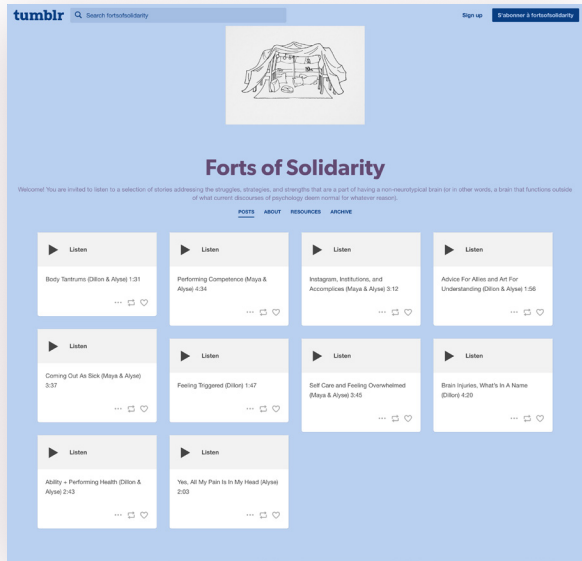 tumblr
Search fortsofsolidarity
Sign up
S'abonner à fortsofsolidarity
Forts of Solidarity
Welcome! You are invited to listen to a selection of stories addressing the struggles, strategies, and strengths that are a part of having a non-neurotypical brain (or in other words, a brain that functions outside
of what current discourses of psychology deem normal for whatever reason).
POSTS
ABOUT
RESOURCES
ARCHIVE
Listen
Body Tantrums (Dillon & Alyse) 1:31
Listen
Performing Competence (Maya &
Alyse) 4:34
Listen
Instagram, Institutions, and
Accomplices (Maya & Alyse) 3:12
Listen
Advice For Allies and Art For
Understanding (Dillon & Alyse) 1:56
Listen
Coming Out As Sick (Maya & Alyse)
3:37
Listen
Feeling Triggered (Dillon) 1:47
Listen
Self Care and Feeling Overwhelmed
(Maya & Alyse) 3:45
Listen
Brain Injuries, What's In A Name
(Dillon) 4:20
Listen
Ability + Performing Health (Dillon &
Alyse) 2:43
Listen
Yes, All My Pain Is In My Head (Alyse)
2:03